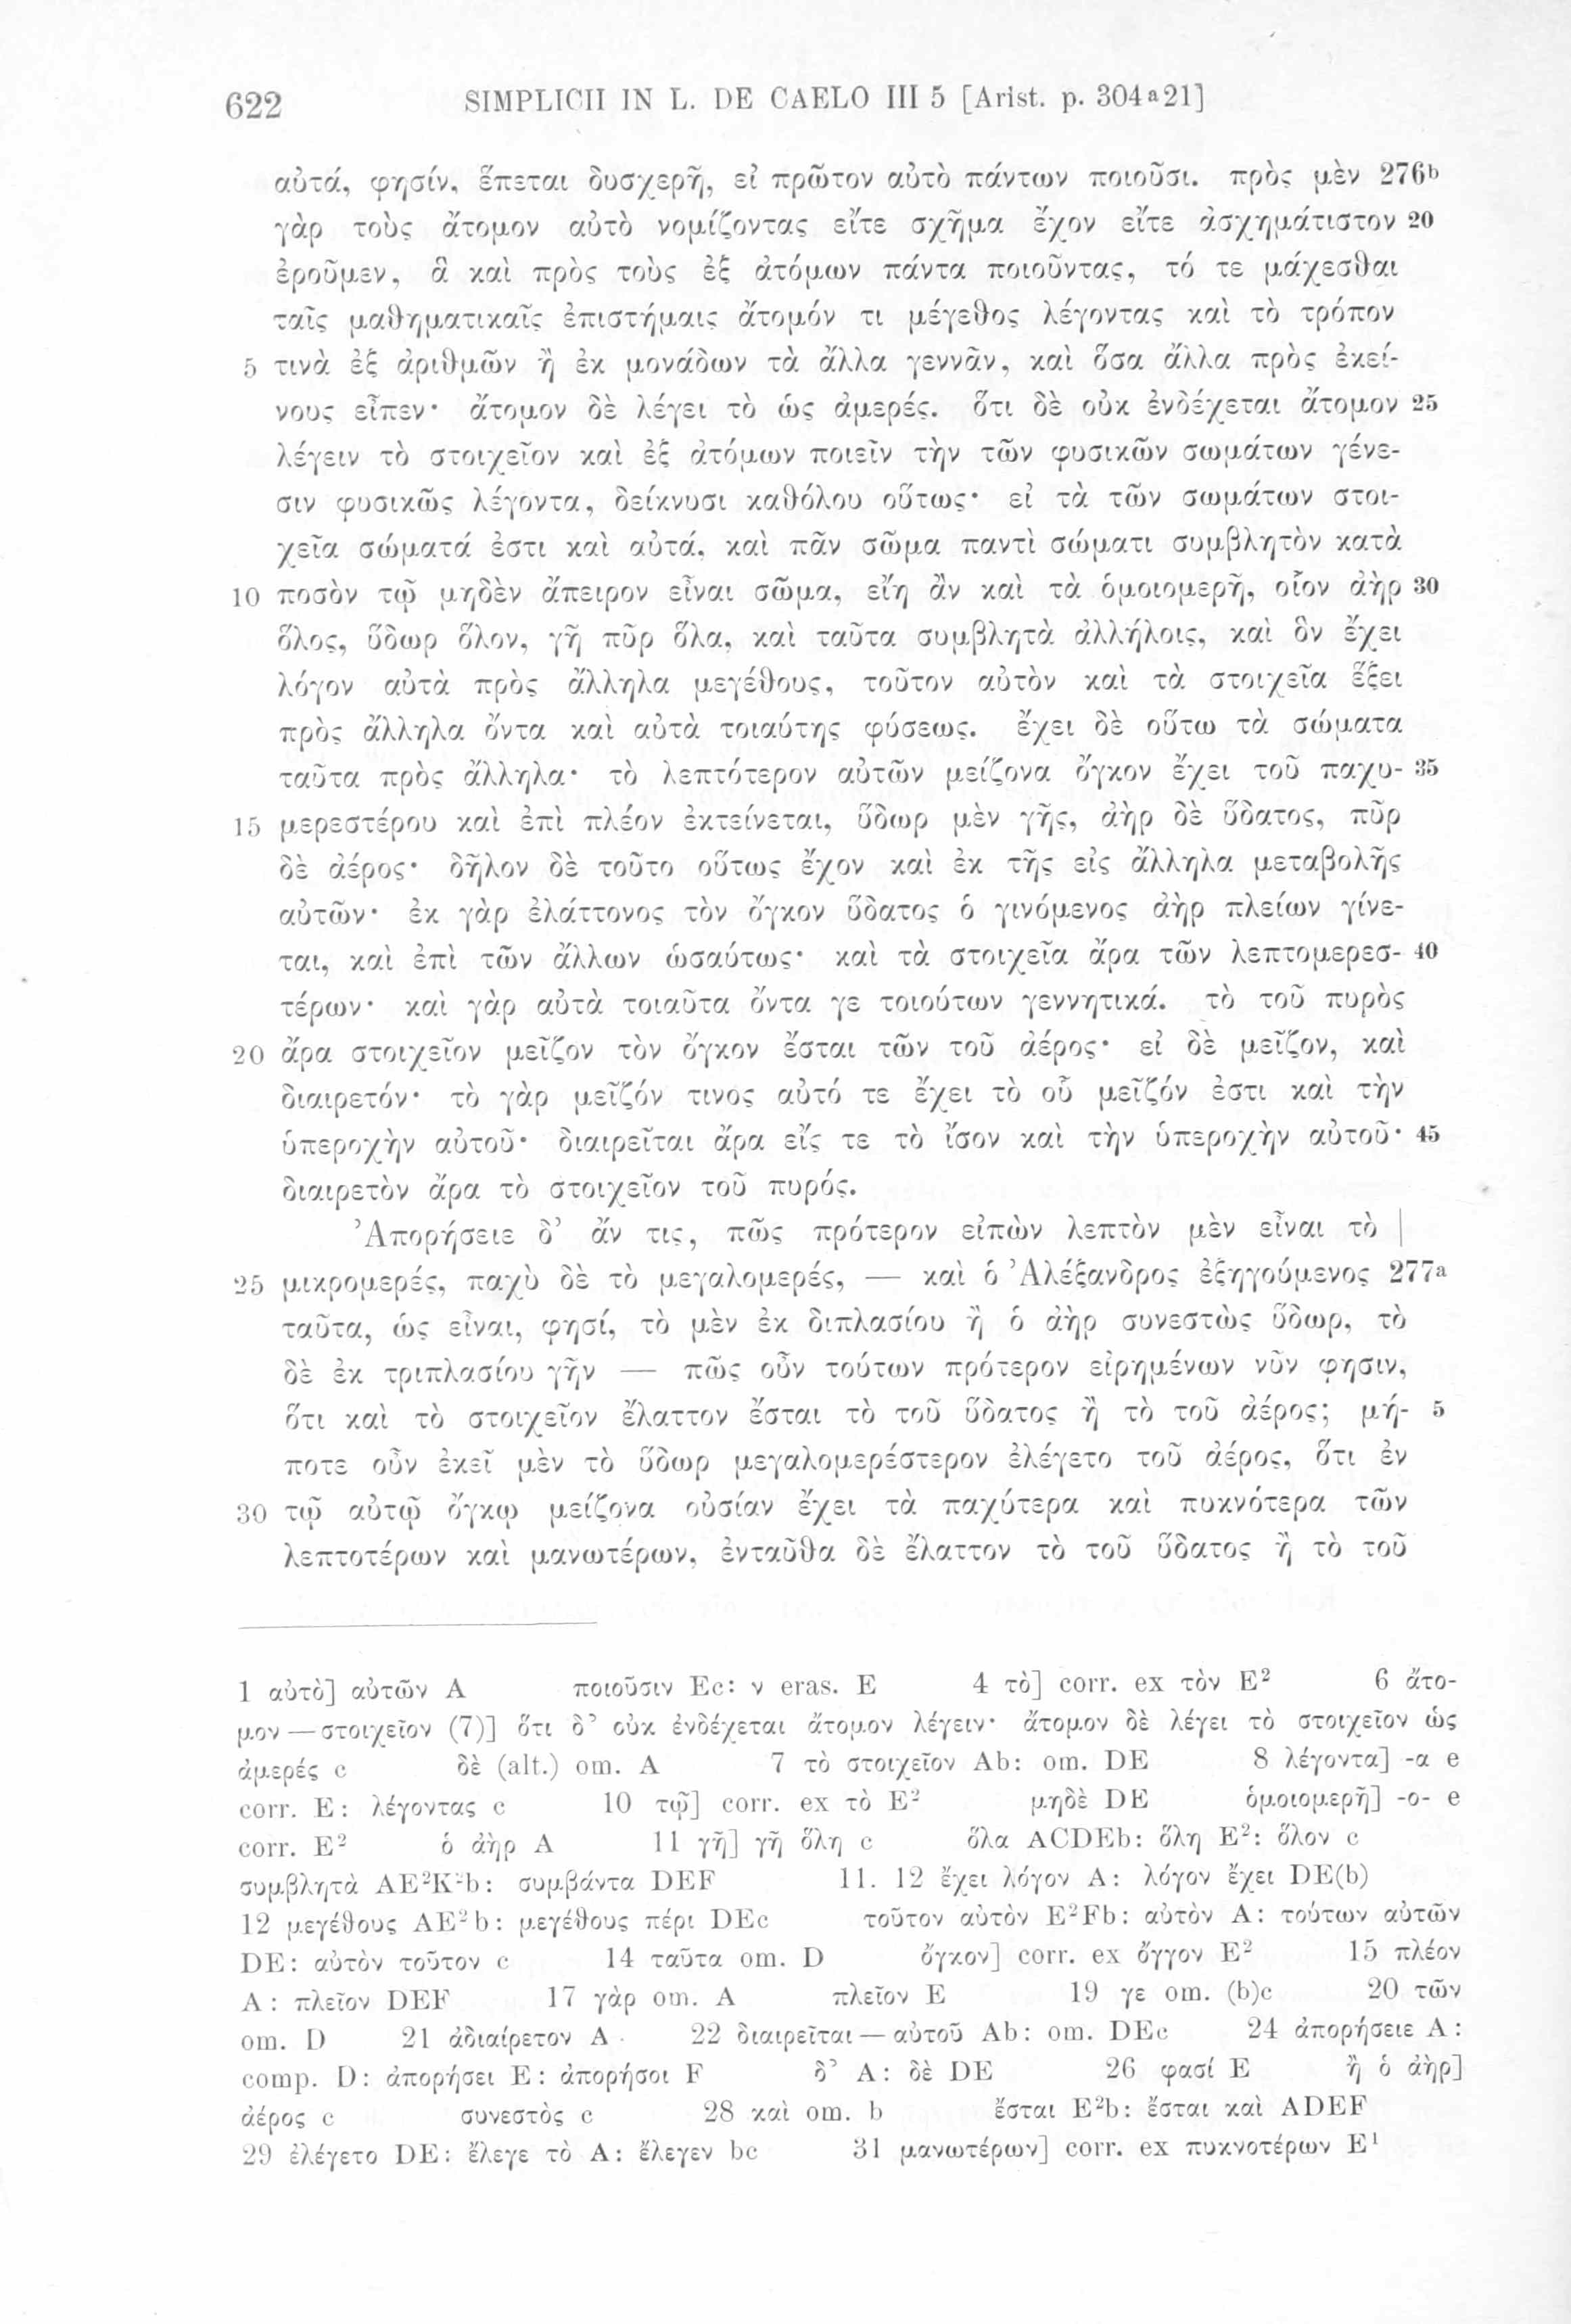 622 SIMPLICII IN L. DE CAELO III 5 [Arist. p. 304ᵃ21]
αὐτά, φησίν, ἕπεται δυσχερῆ, εἰ πρῶτον αὐτὸ πάντων ποιοῦσι. πρὸς μὲν 276ᵇ
γὰρ τοὺς ἄτομον αὐτὸ νομίζοντας εἴτε σχῆμα ἔχον εἴτε ἀσχημάτιστον 20
ἐροῦμεν, ἃ καὶ πρὸς τοὺς ἐξ ἀτόμων πάντα ποιοῦντας, τό τε μάχεσθαι
ταῖς μαθηματικαῖς ἐπιστήμαις ἄτομόν τι μέγεθος λέγοντας καὶ τὸ τρόπον
5 τινὰ ἐξ ἀριθμῶν ἢ ἐκ μονάδων τὰ ἄλλα γεννᾶν, καὶ ὅσα ἄλλα πρὸς ἐκεί-
νους εἶπεν· ἄτομον δὲ λέγει τὸ ὡς ἀμερές. ὅτι δὲ οὐκ ἐνδέχεται ἄτομον 25
λέγειν τὸ στοιχεῖον καὶ ἐξ ἀτόμων ποιεῖν τὴν τῶν φυσικῶν σωμάτων γένε-
σιν φυσικῶς λέγοντα, δείκνυσι καθόλου οὕτως· εἰ τὰ τῶν σωμάτων στοι-
χεῖα σώματά ἐστι καὶ αὐτά, καὶ πᾶν σῶμα παντὶ σώματι συμβλητὸν κατὰ
10 ποσὸν τῷ μηδὲν ἄπειρον εἶναι σῶμα, εἴη ἂν καὶ τὰ ὁμοιομερῆ, οἷον ἀὴρ 30
ὅλος, ὕδωρ ὅλον, γῆ πῦρ ὅλα, καὶ ταῦτα συμβλητὰ ἀλλήλοις, καὶ ὃν ἔχει
λόγον αὐτὰ πρὸς ἄλληλα μεγέθους, τοῦτον αὐτὸν καὶ τὰ στοιχεῖα ἕξει
πρὸς ἄλληλα ὄντα καὶ αὐτὰ τοιαύτης φύσεως. ἔχει δὲ οὕτω τὰ σώματα
ταῦτα πρὸς ἄλληλα· τὸ λεπτότερον αὐτῶν μείζονα ὄγκον ἔχει τοῦ παχυ- 35
15 μερεστέρου καὶ ἐπὶ πλέον ἐκτείνεται, ὕδωρ μὲν γῆς, ἀὴρ δὲ ὕδατος, πῦρ
δὲ ἀέρος· δῆλον δὲ τοῦτο οὕτως ἔχον καὶ ἐκ τῆς εἰς ἄλληλα μεταβολῆς
αὐτῶν· ἐκ γὰρ ἐλάττονος τὸν ὄγκον ὕδατος ὁ γινόμενος ἀὴρ πλείων γίνε-
ται, καὶ ἐπὶ τῶν ἄλλων ὡσαύτως· καὶ τὰ στοιχεῖα ἄρα τῶν λεπτομερεσ- 40
τέρων· καὶ γὰρ αὐτὰ τοιαῦτα ὄντα γε τοιούτων γεννητικά. τὸ τοῦ πυρὸς
20 ἄρα στοιχεῖον μεῖζον τὸν ὄγκον ἔσται τῶν τοῦ ἀέρος· εἰ δὲ μεῖζον, καὶ
διαιρετόν· τὸ γὰρ μεῖζόν τινος αὐτό τε ἔχει τὸ οὗ μεῖζόν ἐστι καὶ τὴν
ὑπεροχὴν αὐτοῦ· διαιρεῖται ἄρα εἴς τε τὸ ἴσον καὶ τὴν ὑπεροχὴν αὐτοῦ· 45
διαιρετὸν ἄρα τὸ στοιχεῖον τοῦ πυρός.
Ἀπορήσειε δ’ ἄν τις, πῶς πρότερον εἰπὼν λεπτὸν μὲν εἶναι τὸ |
25 μικρομερές, παχὺ δὲ τὸ μεγαλομερές, — καὶ ὁ Ἀλέξανδρος ἐξηγούμενος 277ᵃ
ταῦτα, ὡς εἶναι, φησί, τὸ μὲν ἐκ διπλασίου ἢ ὁ ἀὴρ συνεστὼς ὕδωρ, τὸ
δὲ ἐκ τριπλασίου γῆν — πῶς οὖν τούτων πρότερον εἰρημένων νῦν φησιν,
ὅτι καὶ τὸ στοιχεῖον ἔλαττον ἔσται τὸ τοῦ ὕδατος ἢ τὸ τοῦ ἀέρος; μή- 5
ποτε οὖν ἐκεῖ μὲν τὸ ὕδωρ μεγαλομερέστερον ἐλέγετο τοῦ ἀέρος, ὅτι ἐν
30 τῷ αὐτῷ ὄγκῳ μείζονα οὐσίαν ἔχει τὰ παχύτερα καὶ πυκνότερα τῶν
λεπτοτέρων καὶ μανωτέρων, ἐνταῦθα δὲ ἔλαττον τὸ τοῦ ὕδατος ἢ τὸ τοῦ
1 αὐτὸ] αὐτῶν A ποιοῦσιν Ec: ν eras. E 4 τὸ] corr. ex τὸν E² 6 ἄτο-
μον — στοιχεῖον (7)] ὅτι δ’ οὐκ ἐνδέχεται ἄτομον λέγειν· ἄτομον δὲ λέγει τὸ στοιχεῖον ὡς
ἀμερές c δὲ (alt.) om. A 7 τὸ στοιχεῖον Ab: om. DE 8 λέγοντα] -α e
corr. E: λέγοντας c 10 τῷ] corr. ex τὸ E² μηδὲ DE ὁμοιομερῆ] -ο- e
corr. E² ὁ ἀὴρ A 11 γῆ] γῆ ὅλη c ὅλα ACDEb: ὅλη E²: ὅλον c
συμβλητὰ AE²K²b: συμβάντα DEF 11. 12 ἔχει λόγον A: λόγον ἔχει DE(b)
12 μεγέθους AE²b: μεγέθους πέρι DEc τοῦτον αὐτὸν E²Fb: αὐτὸν A: τούτων αὐτῶν
DE: αὐτὸν τοῦτον c 14 ταῦτα om. D ὄγκον] corr. ex ὄγγον E² 15 πλέον
A: πλεῖον DEF 17 γὰρ om. A πλεῖον E 19 γε om. (b)c 20 τῶν
om. D 21 ἀδιαίρετον A 22 διαιρεῖται — αὐτοῦ Ab: om. DEc 24 ἀπορήσειε A:
comp. D: ἀπορήσει E: ἀπορήσοι F δ’ A: δὲ DE 26 φασί E ἢ ὁ ἀὴρ]
ἀέρος c συνεστὸς c 28 καὶ om. b ἔσται E²b: ἔσται καὶ ADEF
29 ἐλέγετο DE: ἔλεγε τὸ A: ἔλεγεν bc 31 μανωτέρων] corr. ex πυκνοτέρων E¹